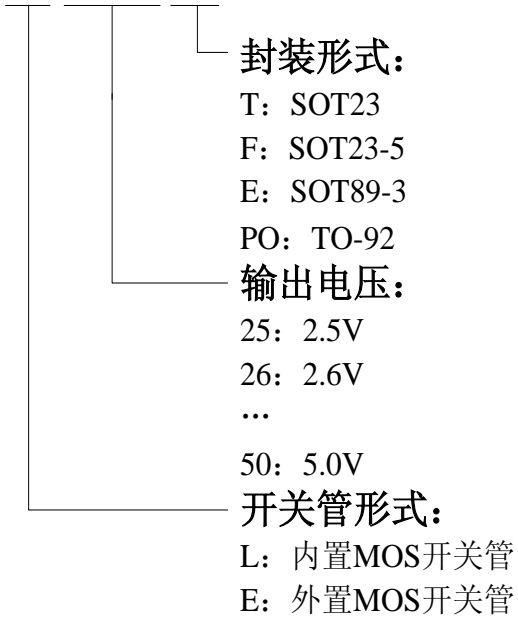 封装形式：
T：SOT23
F：SOT23-5
E：SOT89-3
PO：TO-92
输出电压：
25：2.5V
26：2.6V
…
50：5.0V
开关管形式：
L：内置MOS开关管
E：外置MOS开关管